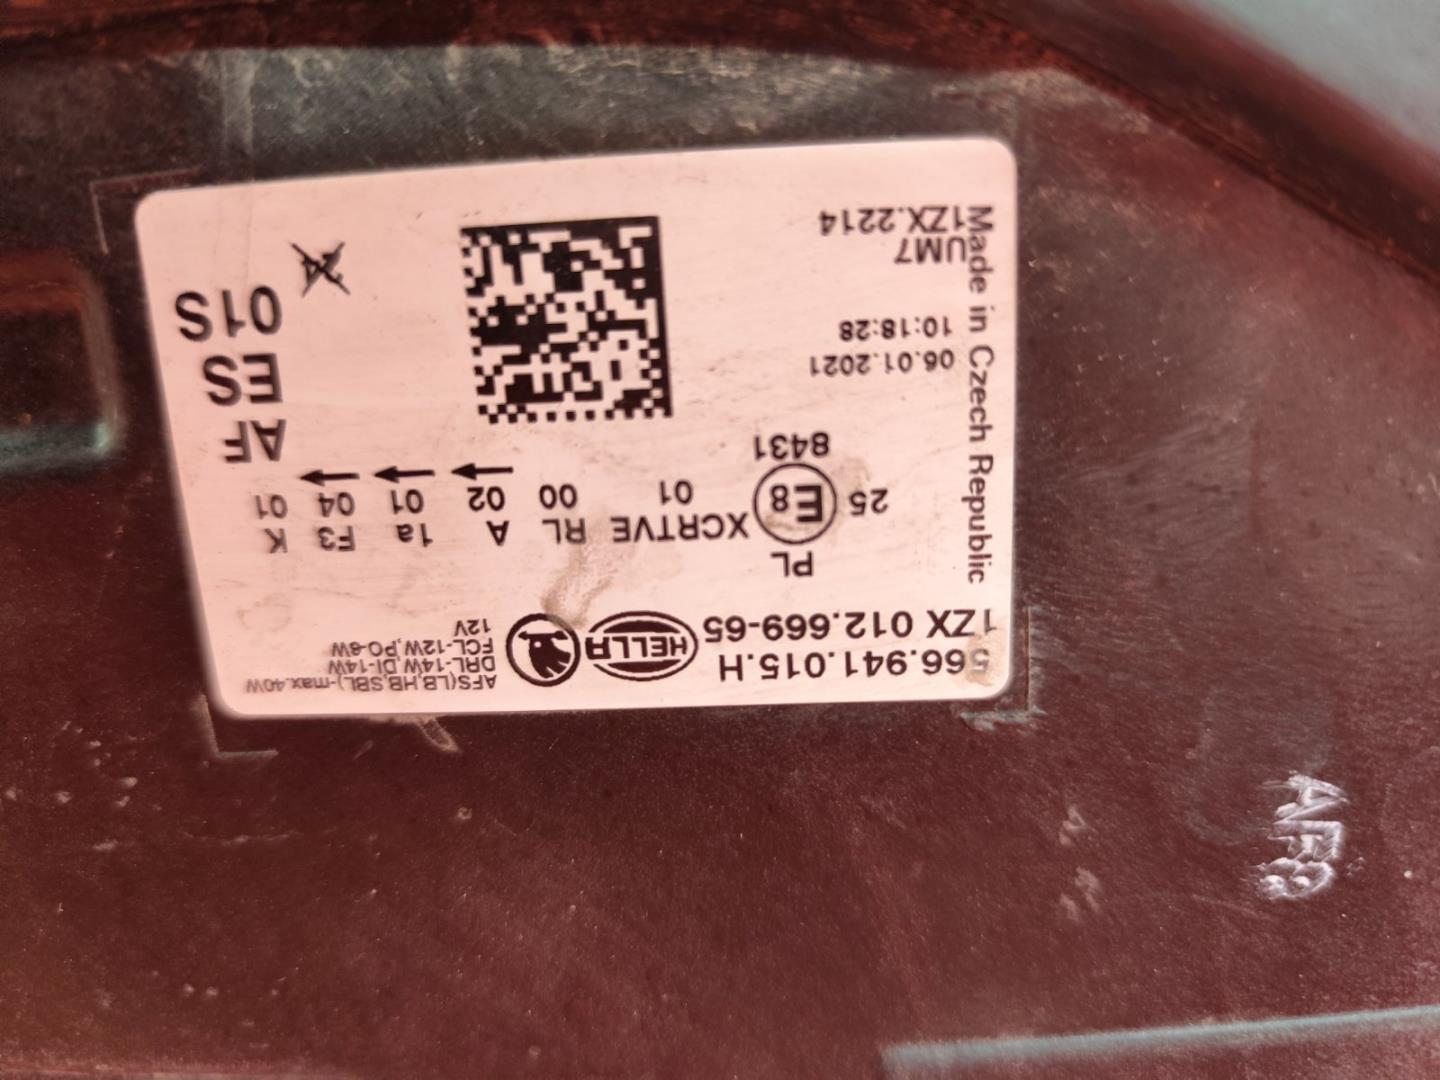 566.941.015.H
1ZX 012.669-65
HELLA
AFS(LB,HB,SBL)-max.40W
DRL-14W,DI-14W
FCL-12W,PO-6W
12V
PL
25 E8 XCRTVE RL A 1a F3 K
01 00 02 01 04 01
8431
AF
ES
01S
06.01.2021
10:18:28
UM7
1ZX.2214
Made in Czech Republic